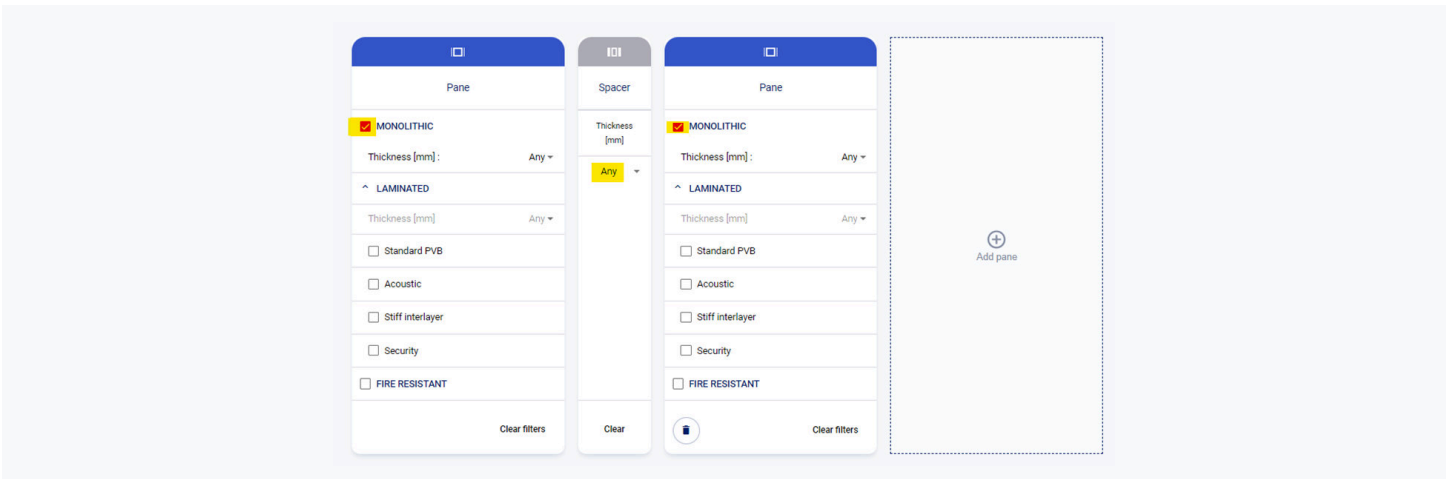 Pane
MONOLITHIC
Thickness [mm] : Any
LAMINATED
Thickness [mm] Any
Standard PVB
Acoustic
Stiff interlayer
Security
FIRE RESISTANT
Clear filters
Spacer
Thickness
[mm]
Any
Clear
Pane
MONOLITHIC
Thickness [mm] : Any
LAMINATED
Thickness [mm] Any
Standard PVB
Acoustic
Stiff interlayer
Security
FIRE RESISTANT
Clear filters
Add pane